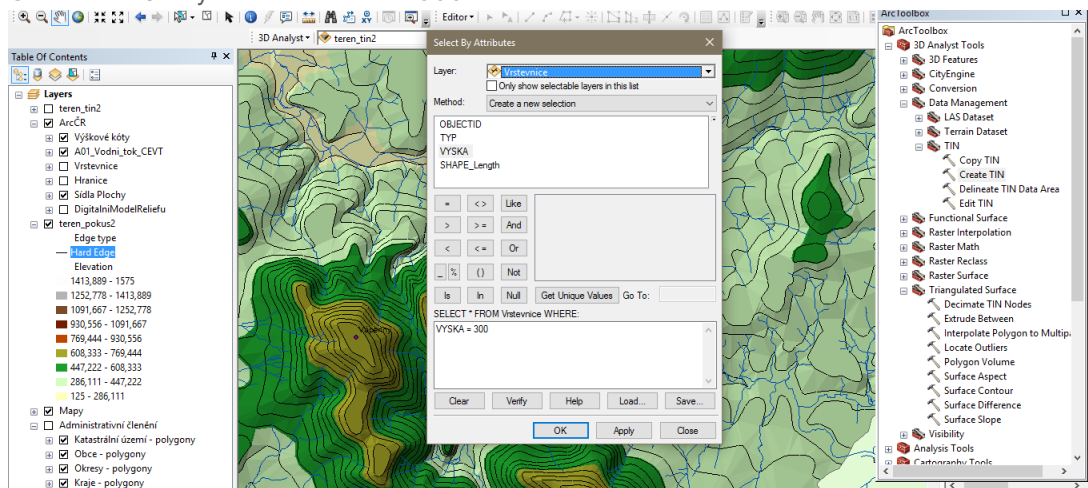 Editor
ArcToolbox
3D Analyst
teren_tin2
Table Of Contents
Layers
teren_tin2
ArcČR
Výškové kóty
A01_Vodni_tok_CEVT
Vrstevnice
Hranice
Sídla Plochy
DigitalniModelReliefu
teren_pokus2
Edge type
Hard Edge
Elevation
1413,889 - 1575
1252,778 - 1413,889
1091,667 - 1252,778
930,556 - 1091,667
769,444 - 930,556
608,333 - 769,444
447,222 - 608,333
286,111 - 447,222
125 - 286,111
Mapy
Administrativní členění
Katastrální území - polygony
Obce - polygony
Okresy - polygony
Kraje - polygony
Select By Attributes
Layer:
Vrstevnice
Only show selectable layers in this list
Method:
Create a new selection
OBJECTID
TYP
VYSKA
SHAPE_Length
= <> Like
> >= And
< <= Or
_ % () Not
Is In Null Get Unique Values Go To:
SELECT * FROM Vrstevnice WHERE:
VYSKA = 300
Clear Verify Help Load... Save...
OK Apply Close
ArcToolbox
3D Analyst Tools
3D Features
CityEngine
Conversion
Data Management
LAS Dataset
Terrain Dataset
TIN
Copy TIN
Create TIN
Delineate TIN Data Area
Edit TIN
Functional Surface
Raster Interpolation
Raster Math
Raster Reclass
Raster Surface
Triangulated Surface
Decimate TIN Nodes
Extrude Between
Interpolate Polygon to Multip
Locate Outliers
Polygon Volume
Surface Aspect
Surface Contour
Surface Difference
Surface Slope
Visibility
Analysis Tools
Cartography Tools